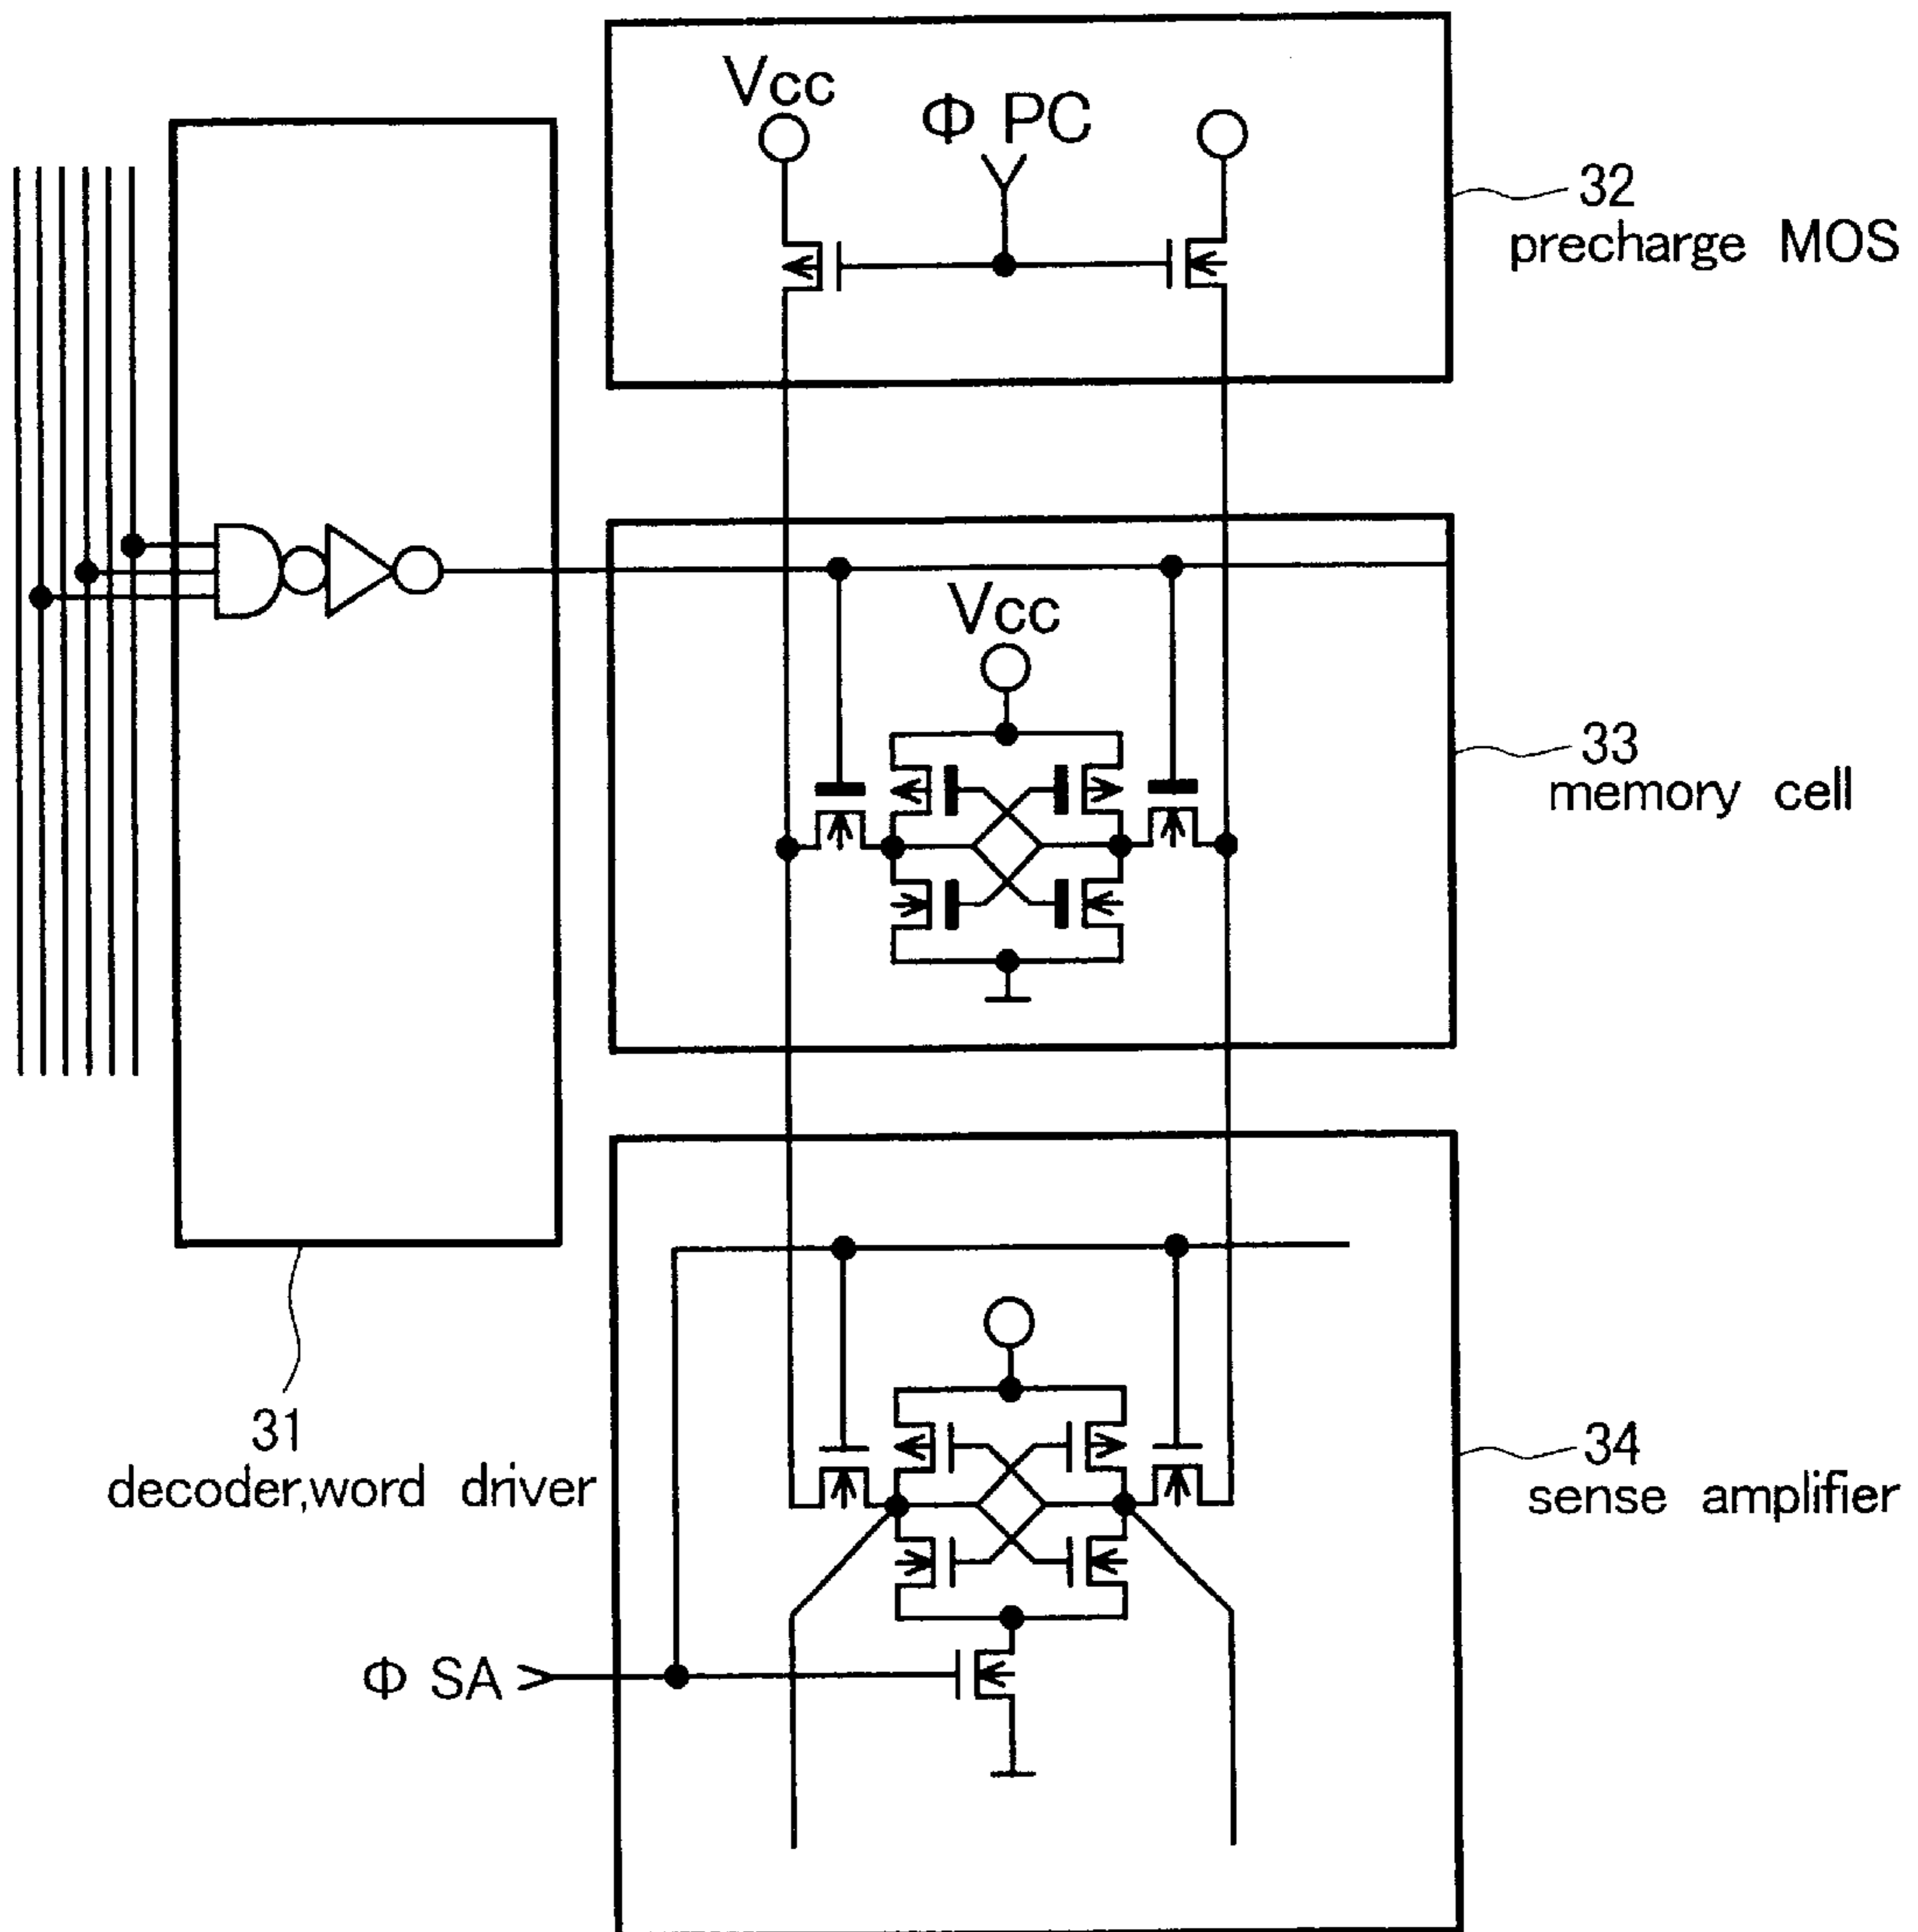 Vcc
Φ PC
32
precharge MOS
Vcc
33
memory cell
31
decoder,word driver
34
sense amplifier
Φ SA